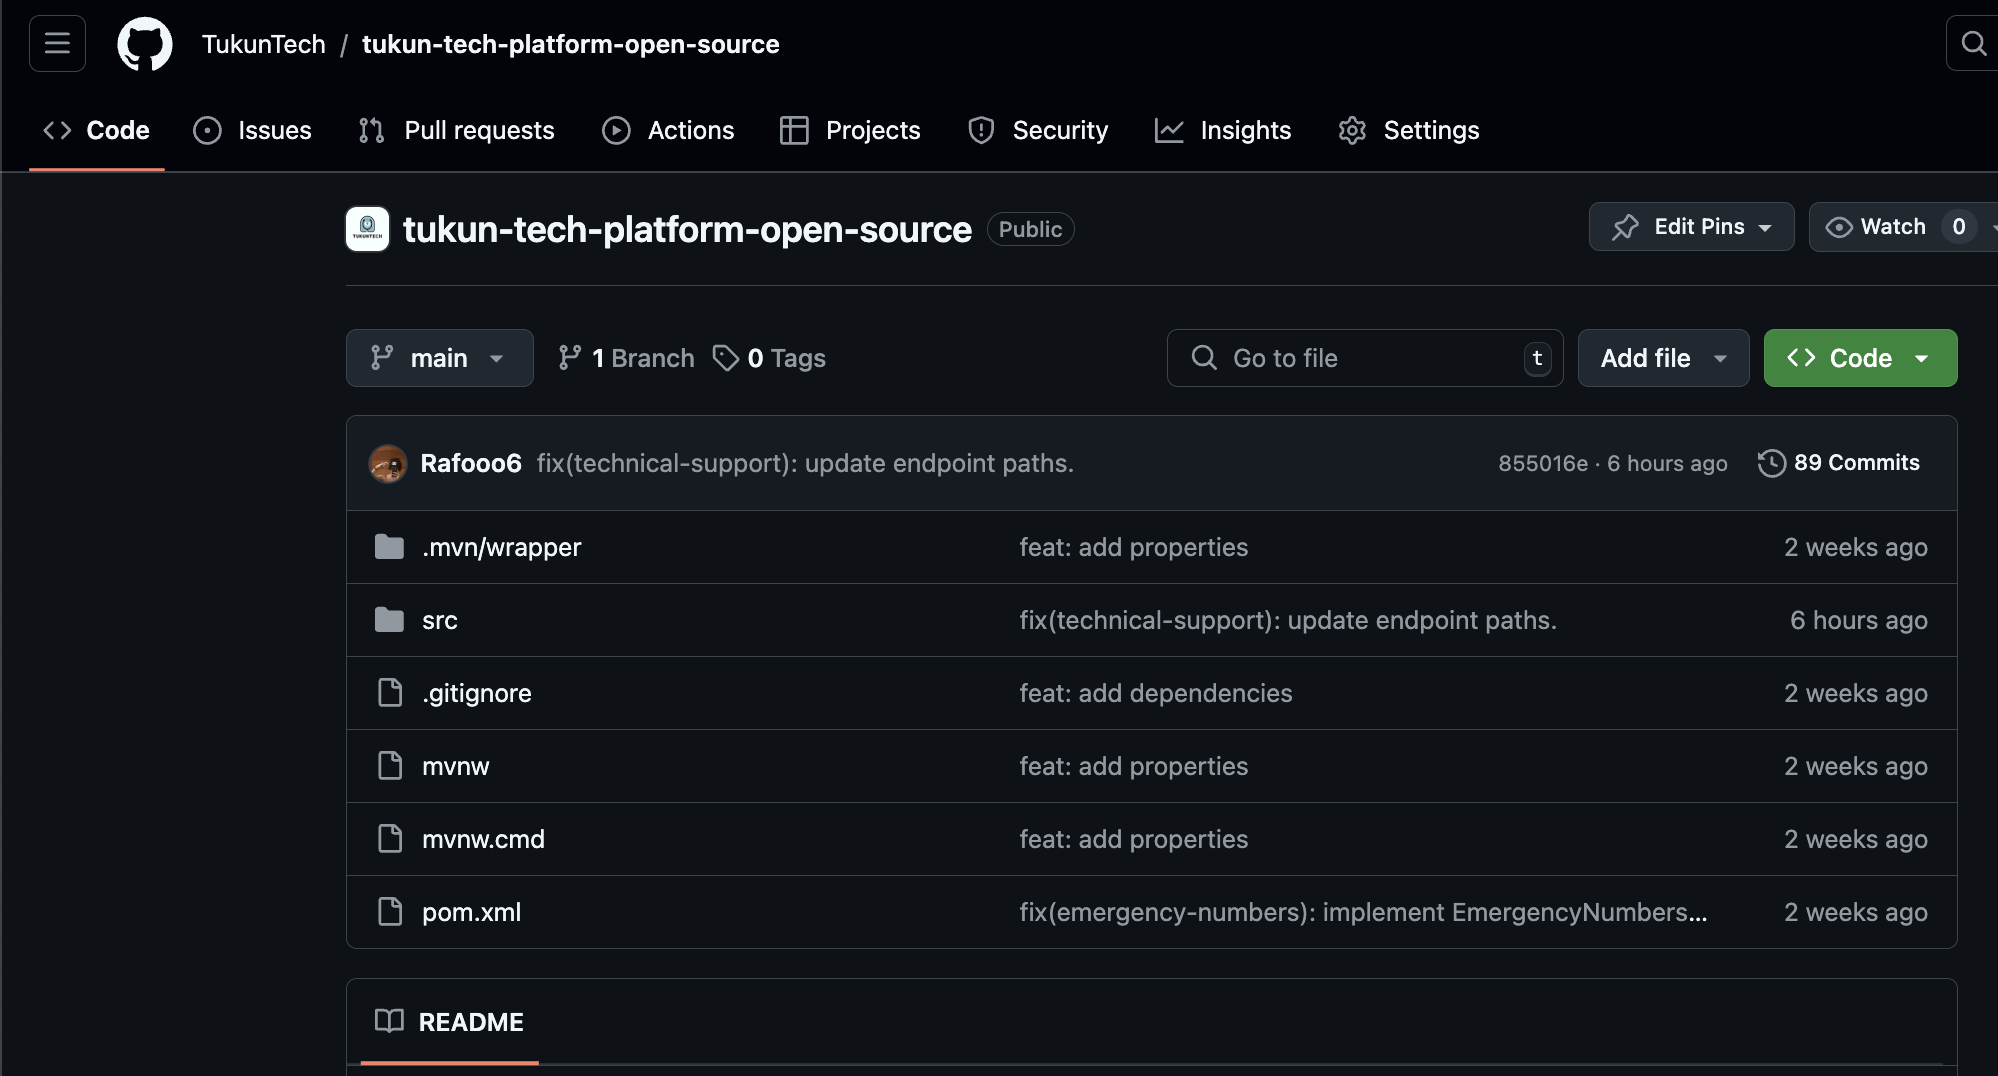 TukunTech / tukun-tech-platform-open-source
Code Issues Pull requests Actions Projects Security Insights Settings
TUKUNTECH tukun-tech-platform-open-source Public Edit Pins Watch 0
main 1 Branch 0 Tags Go to file t Add file Code
Rafooo6 fix(technical-support): update endpoint paths. 855016e · 6 hours ago 89 Commits
.mvn/wrapper feat: add properties 2 weeks ago
src fix(technical-support): update endpoint paths. 6 hours ago
.gitignore feat: add dependencies 2 weeks ago
mvnw feat: add properties 2 weeks ago
mvnw.cmd feat: add properties 2 weeks ago
pom.xml fix(emergency-numbers): implement EmergencyNumbers... 2 weeks ago
README